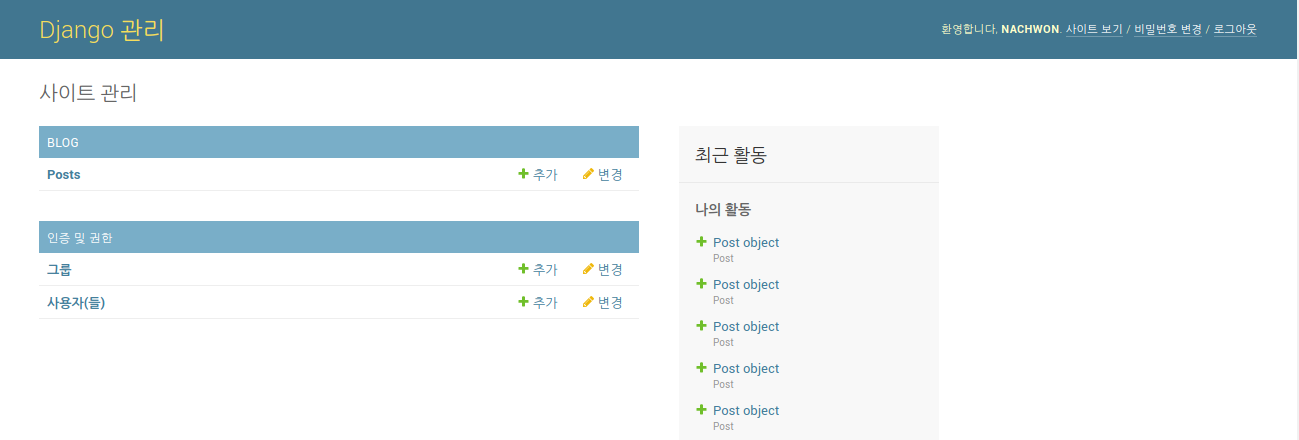 Django 관리
환영합니다, NACHWON. 사이트 보기 / 비밀번호 변경 / 로그아웃
사이트 관리
BLOG
Posts 추가 변경
인증 및 권한
그룹 추가 변경
사용자(들) 추가 변경
최근 활동
나의 활동
Post object
Post
Post object
Post
Post object
Post
Post object
Post
Post object
Post